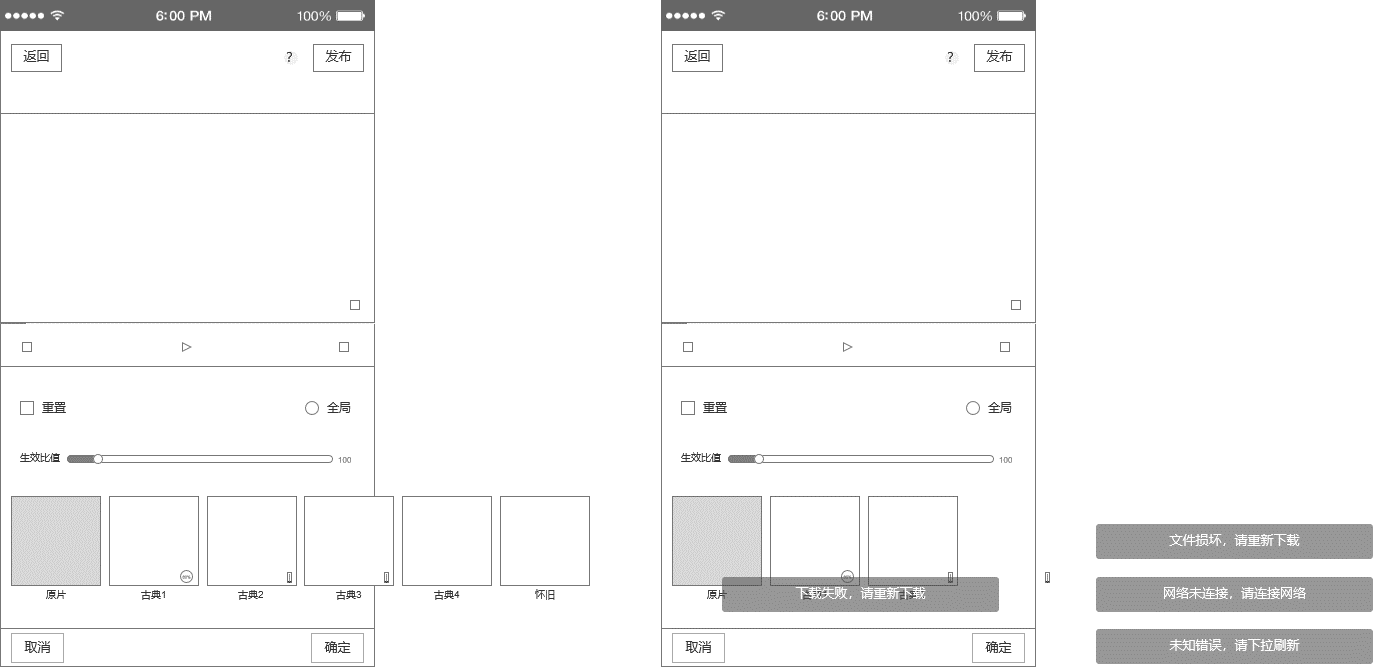 6:00 PM
100%
返回
?
发布
重置
全局
生效比值
100
原片
古典1
古典2
古典3
古典4
怀旧
取消
确定
6:00 PM
100%
返回
?
发布
重置
全局
生效比值
100
原片
下载失败，请重新下载
取消
确定
文件损坏，请重新下载
网络未连接，请连接网络
未知错误，请下拉刷新